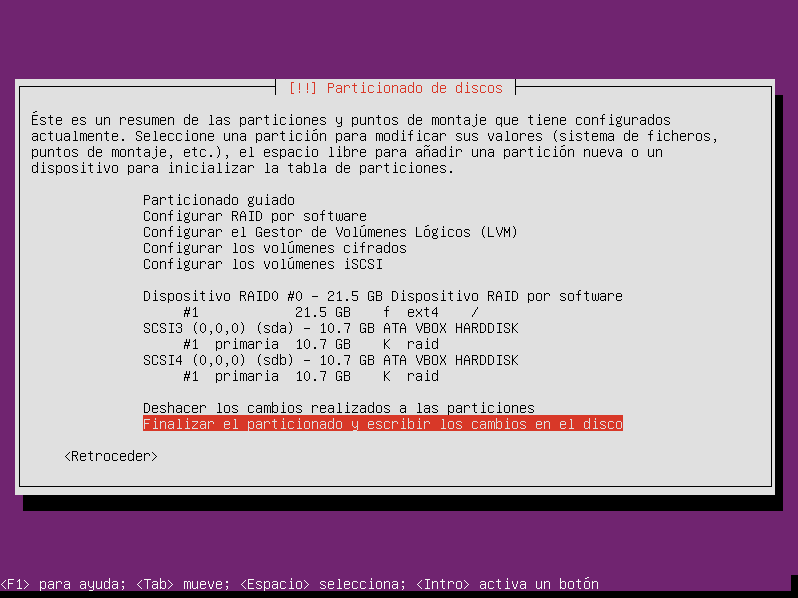 [!!] Particionado de discos
Éste es un resumen de las particiones y puntos de montaje que tiene configurados
actualmente. Seleccione una partición para modificar sus valores (sistema de ficheros,
puntos de montaje, etc.), el espacio libre para añadir una partición nueva o un
dispositivo para inicializar la tabla de particiones.
Particionado guiado
Configurar RAID por software
Configurar el Gestor de Volúmenes Lógicos (LVM)
Configurar los volúmenes cifrados
Configurar los volúmenes iSCSI
Dispositivo RAID0 #0 – 21.5 GB Dispositivo RAID por software
#1 21.5 GB f ext4 /
SCSI3 (0,0,0) (sda) – 10.7 GB ATA VBOX HARDDISK
#1 primaria 10.7 GB K raid
SCSI4 (0,0,0) (sdb) – 10.7 GB ATA VBOX HARDDISK
#1 primaria 10.7 GB K raid
Deshacer los cambios realizados a las particiones
Finalizar el particionado y escribir los cambios en el disco
<Retroceder>
<F1> para ayuda; <Tab> mueve; <Espacio> selecciona; <Intro> activa un botón